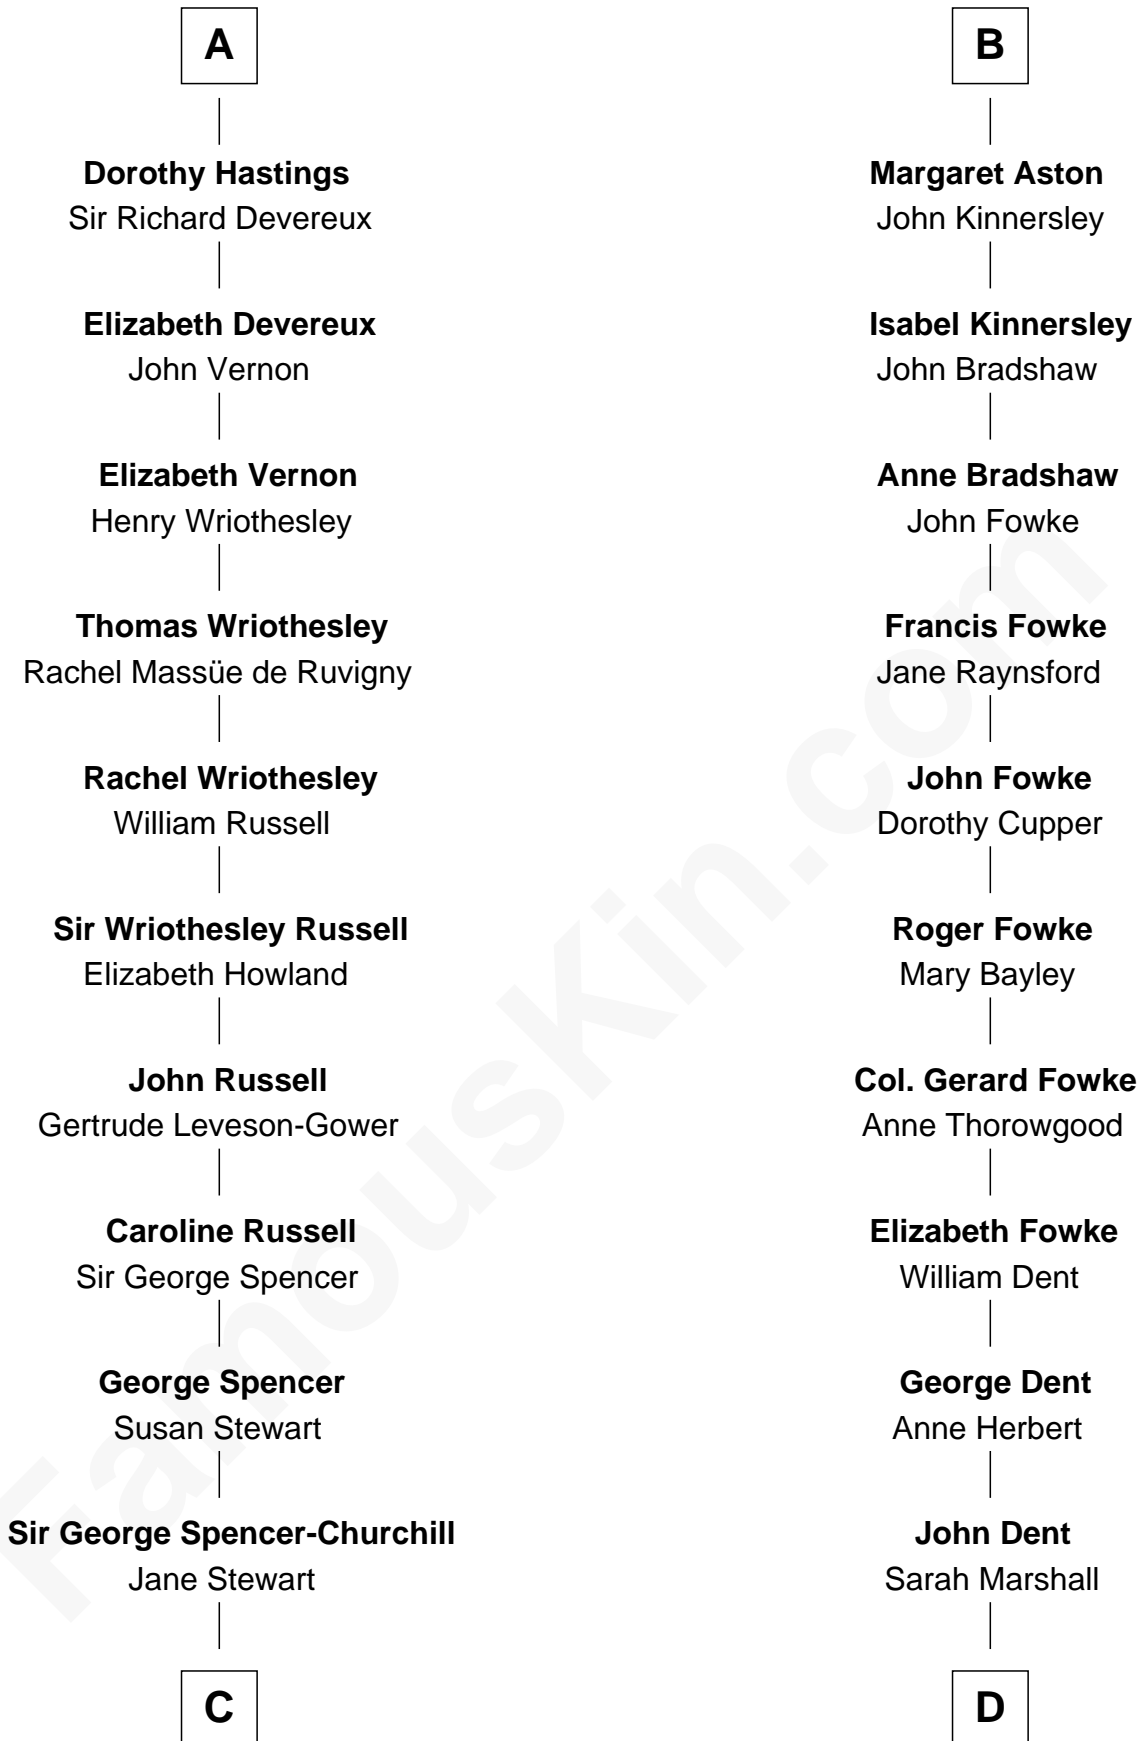 A
Dorothy Hastings
Sir Richard Devereux
Elizabeth Devereux
John Vernon
Elizabeth Vernon
Henry Wriothesley
Thomas Wriothesley
Rachel Massüe de Ruvigny
Rachel Wriothesley
William Russell
Sir Wriothesley Russell
Elizabeth Howland
John Russell
Gertrude Leveson-Gower
Caroline Russell
Sir George Spencer
George Spencer
Susan Stewart
Sir George Spencer-Churchill
Jane Stewart
C
B
Margaret Aston
John Kinnersley
Isabel Kinnersley
John Bradshaw
Anne Bradshaw
John Fowke
Francis Fowke
Jane Raynsford
John Fowke
Dorothy Cupper
Roger Fowke
Mary Bayley
Col. Gerard Fowke
Anne Thorowgood
Elizabeth Fowke
William Dent
George Dent
Anne Herbert
John Dent
Sarah Marshall
D
FamousKin.com